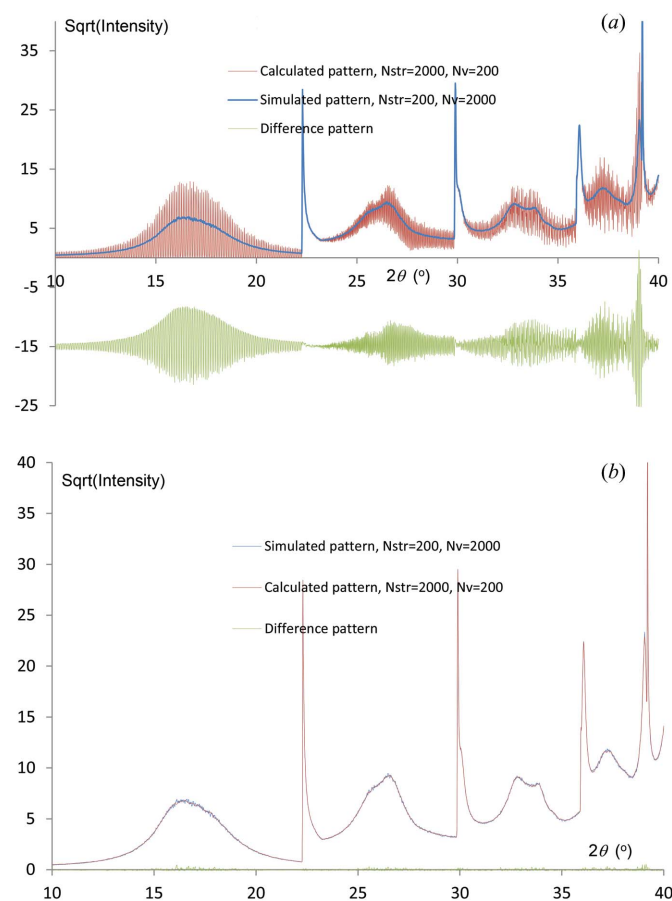 Sqrt(Intensity)
(a)
35
Calculated pattern, Nstr=2000, Nv=200
25
Simulated pattern, Nstr=200, Nv=2000
Difference pattern
15
5
2θ (°)
10 15 20 25 30 35 40
-5
-15
-25
40
Sqrt(Intensity)
(b)
35
Simulated pattern, Nstr=200, Nv=2000
30
Calculated pattern, Nstr=2000, Nv=200
25
Difference pattern
20
15
10
5
2θ (°)
0
10 15 20 25 30 35 40